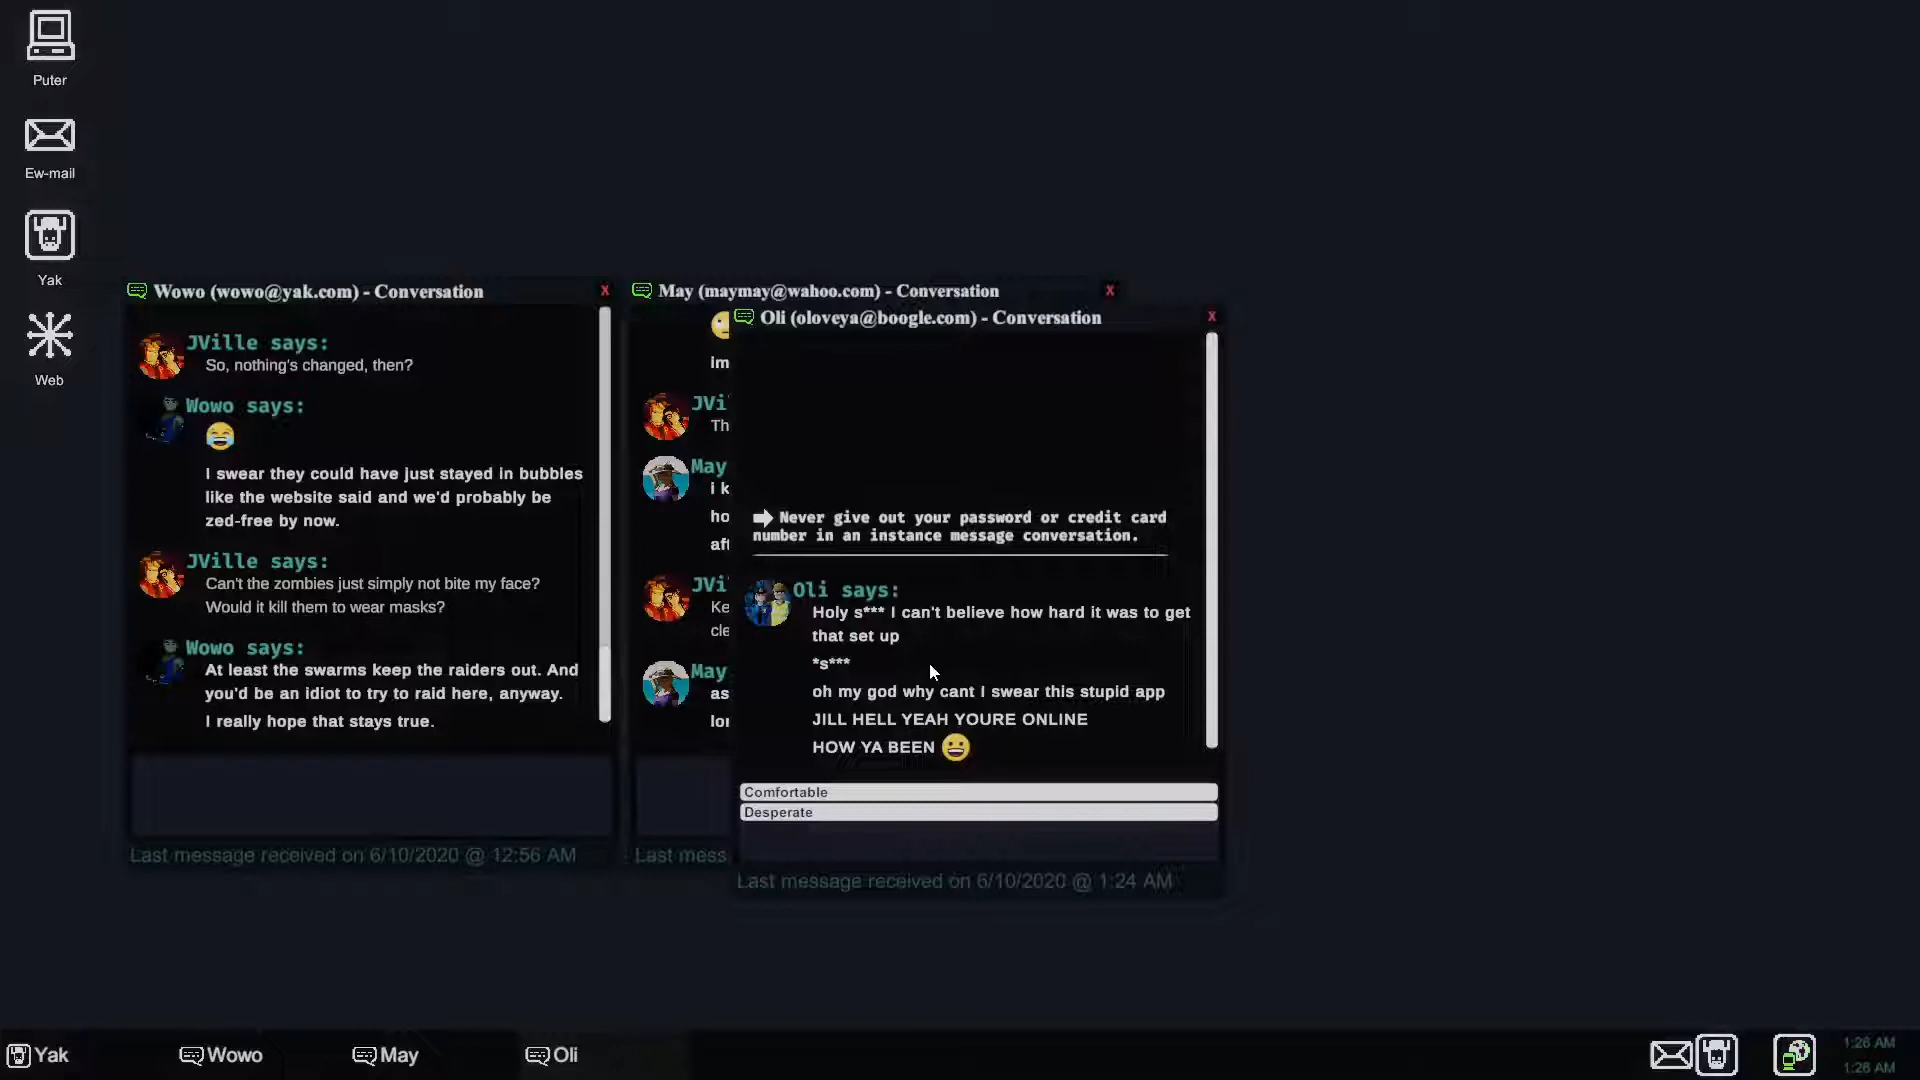 Puter
Ew-mail
Yak
Web
Wowo (wowo@yak.com) - Conversation
X
JVille says:
So, nothing's changed, then?
Wowo says:
I swear they could have just stayed in bubbles
like the website said and we'd probably be
zed-free by now.
JVille says:
Can't the zombies just simply not bite my face?
Would it kill them to wear masks?
Wowo says:
At least the swarms keep the raiders out. And
you'd be an idiot to try to raid here, anyway.
I really hope that stays true.
Last message received on 6/10/2020 @ 12:56 AM
May (maymay@wahoo.com) - Conversation
X
im
JVi
Th
May
i k
ho
aft
JVi
Ke
cle
May
as
lor
Last mess
Oli (oloveya@boogle.com) - Conversation
X
Never give out your password or credit card
number in an instance message conversation.
Oli says:
Holy s*** I can't believe how hard it was to get
that set up
*s***
oh my god why cant I swear this stupid app
JILL HELL YEAH YOURE ONLINE
HOW YA BEEN
Comfortable
Desperate
Last message received on 6/10/2020 @ 1:24 AM
Yak
Wowo
May
Oli
1:26 AM
1:26 AM